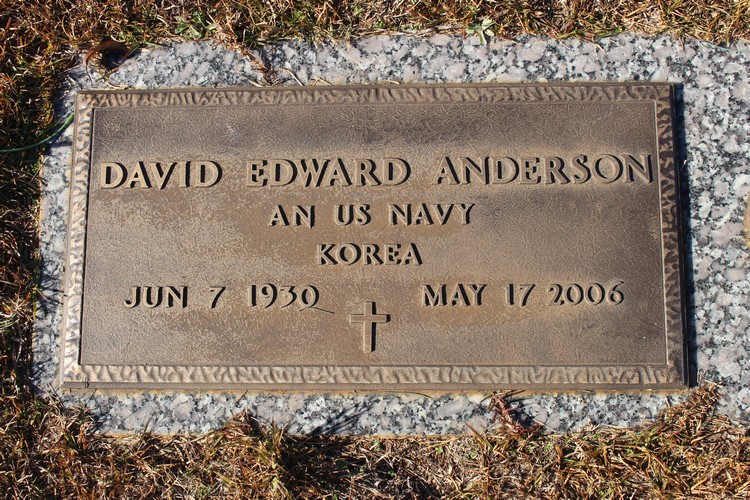 DAVID EDWARD ANDERSON
AN US NAVY
KOREA
JUN 7 1930 MAY 17 2006